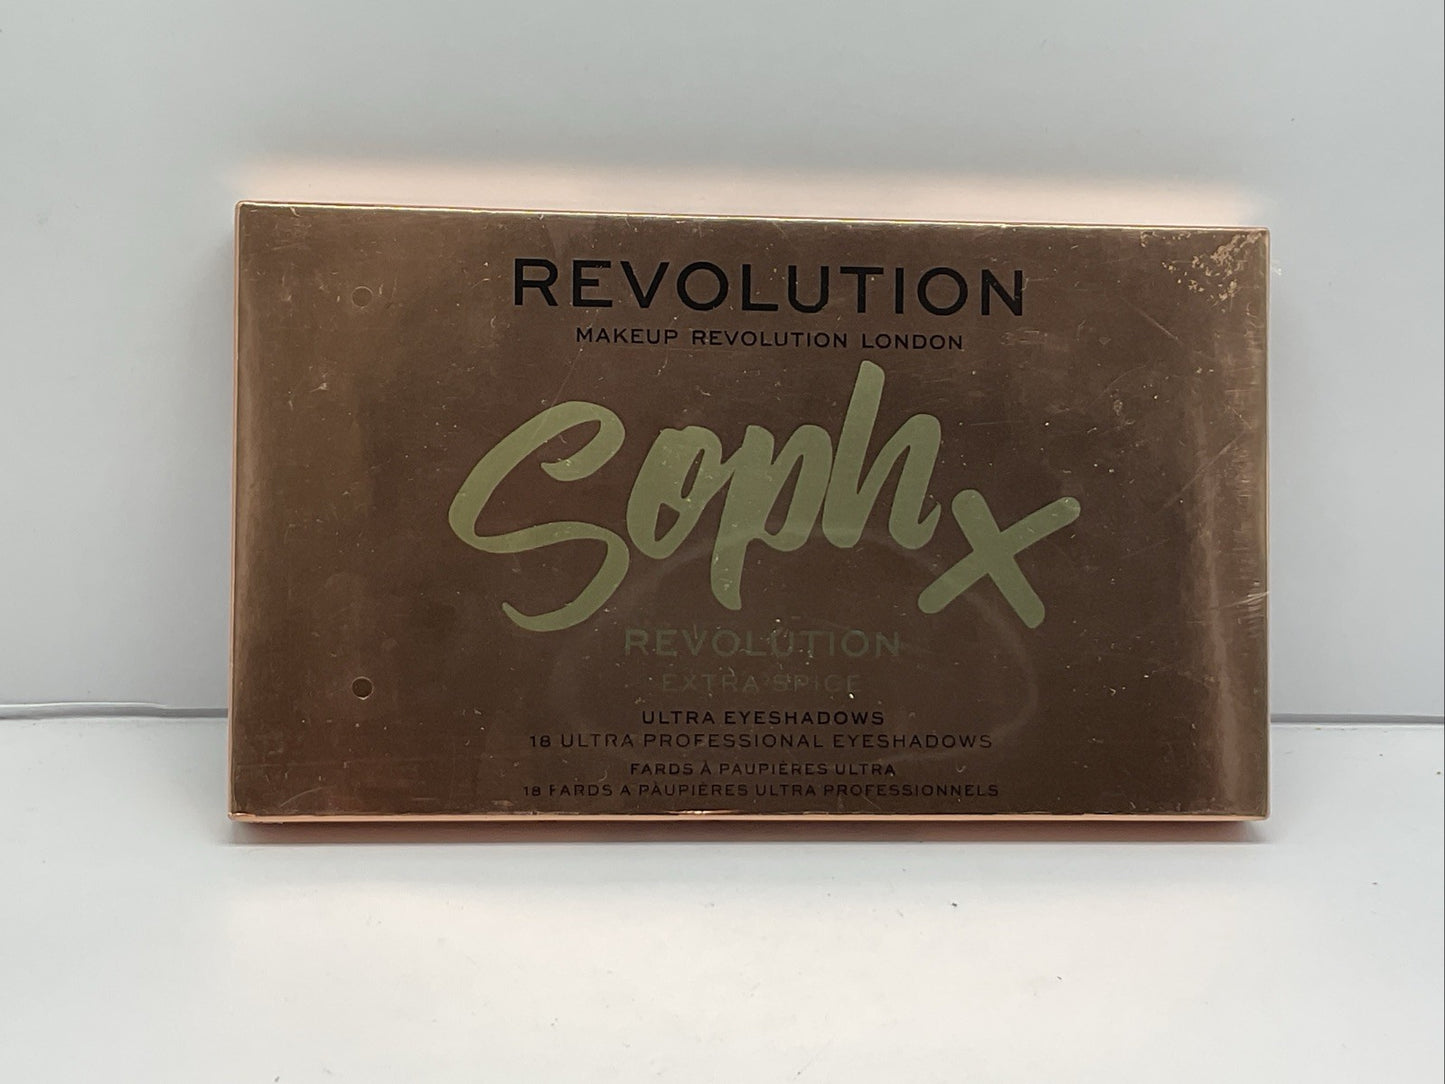 REVOLUTION
MAKEUP REVOLUTION LONDON
Soph x
REVOLUTION
EXTRA SPICE
ULTRA EYESHADOWS
18 ULTRA PROFESSIONAL EYESHADOWS
FARDS À PAUPIÈRES ULTRA
18 FARDS A PAUPIÈRES ULTRA PROFESSIONNELS